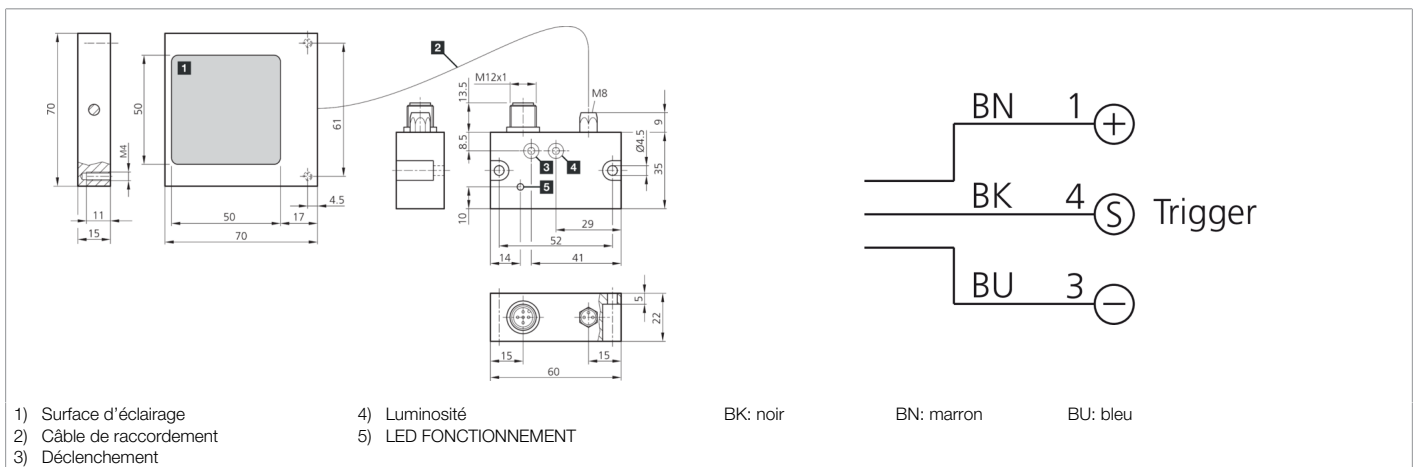 70
M4
11
15
1
50
50
17
70
61
4.5
2
M12x1
13.5
8.5
M8
9
Ø4.5
35
3
4
5
10
29
52
14
41
5
22
15
15
60
BN 1 +
BK 4 S Trigger
BU 3 −
1) Surface d’éclairage
2) Câble de raccordement
3) Déclenchement
4) Luminosité
5) LED FONCTIONNEMENT
BK: noir BN: marron BU: bleu